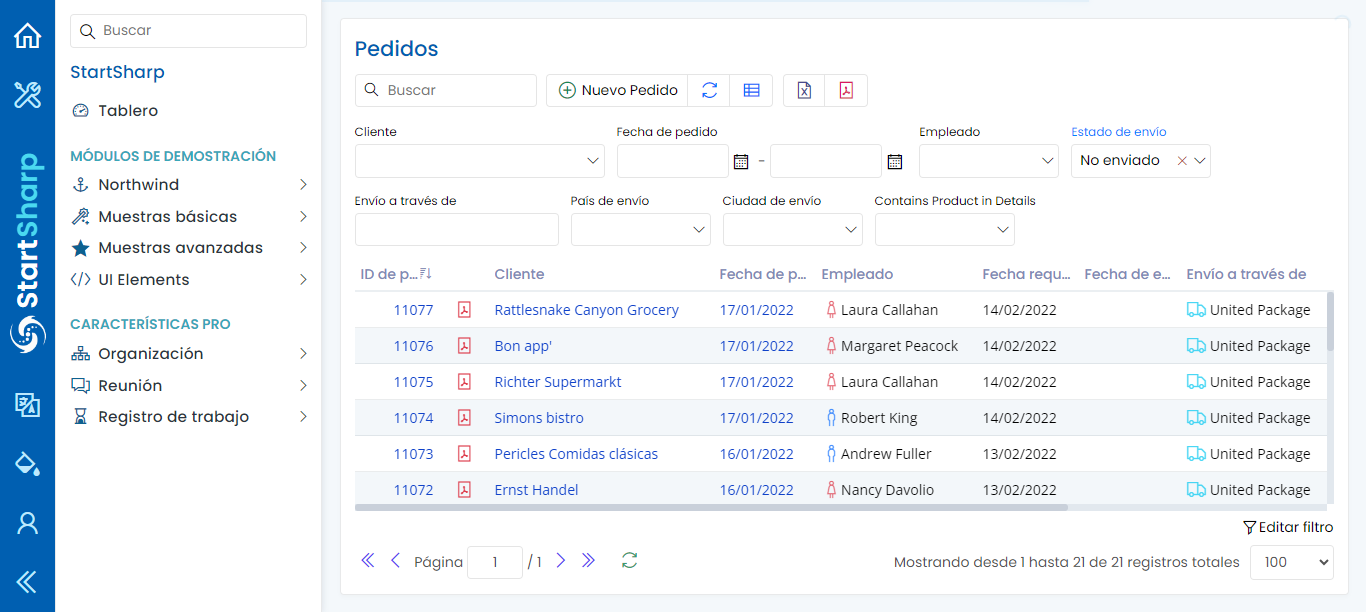 StartSharp
Buscar
StartSharp
Tablero
MÓDULOS DE DEMOSTRACIÓN
Northwind
Muestras básicas
Muestras avanzadas
UI Elements
CARACTERÍSTICAS PRO
Organización
Reunión
Registro de trabajo
Pedidos
Buscar
Nuevo Pedido
Cliente
Fecha de pedido
Empleado
Estado de envío
-
No enviado
Envío a través de
País de envío
Ciudad de envío
Contains Product in Details
ID de p... Cliente Fecha de p... Empleado Fecha requ... Fecha de e... Envío a través de
11077 Rattlesnake Canyon Grocery 17/01/2022 Laura Callahan 14/02/2022 United Package
11076 Bon app' 17/01/2022 Margaret Peacock 14/02/2022 United Package
11075 Richter Supermarkt 17/01/2022 Laura Callahan 14/02/2022 United Package
11074 Simons bistro 17/01/2022 Robert King 14/02/2022 United Package
11073 Pericles Comidas clásicas 16/01/2022 Andrew Fuller 13/02/2022 United Package
11072 Ernst Handel 16/01/2022 Nancy Davolio 13/02/2022 United Package
Editar filtro
Página 1 / 1
Mostrando desde 1 hasta 21 de 21 registros totales 100